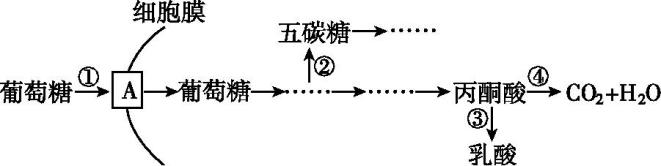 细胞膜
五碳糖 ……
①
②
葡萄糖 A 葡萄糖 …… …… 丙酮酸 ④ CO₂+H₂O
③
乳酸